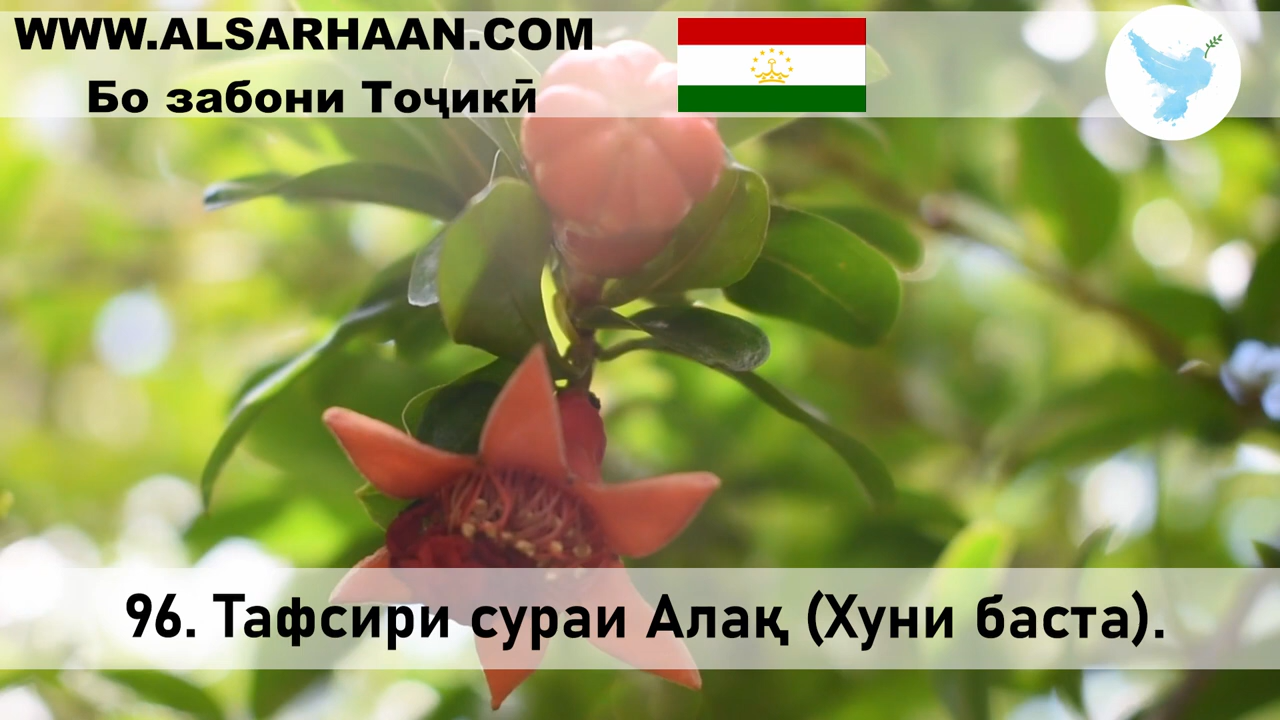 WWW.ALSARHAAN.COM
Бо забони Тоҷикӣ
96. Тафсири сураи Алақ (Хуни баста).